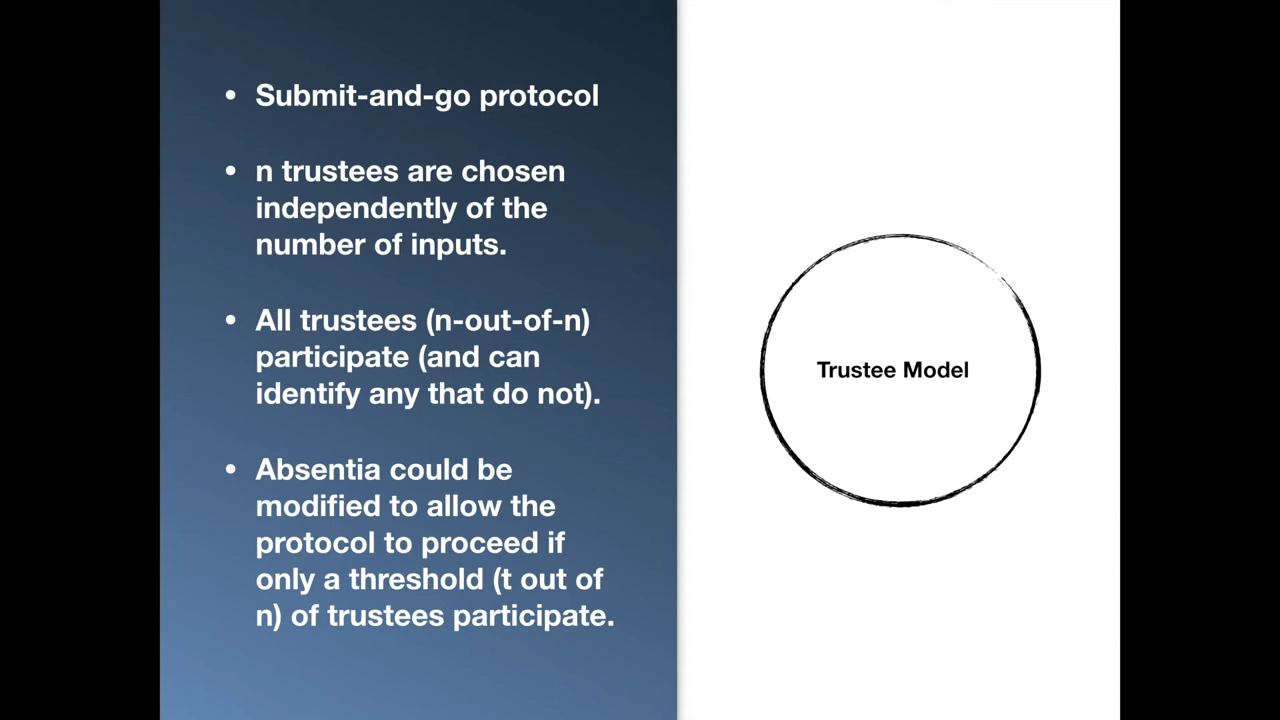 • Submit-and-go protocol
• n trustees are chosen
independently of the
number of inputs.
• All trustees (n-out-of-n)
participate (and can
identify any that do not).
• Absentia could be
modified to allow the
protocol to proceed if
only a threshold (t out of
n) of trustees participate.
Trustee Model